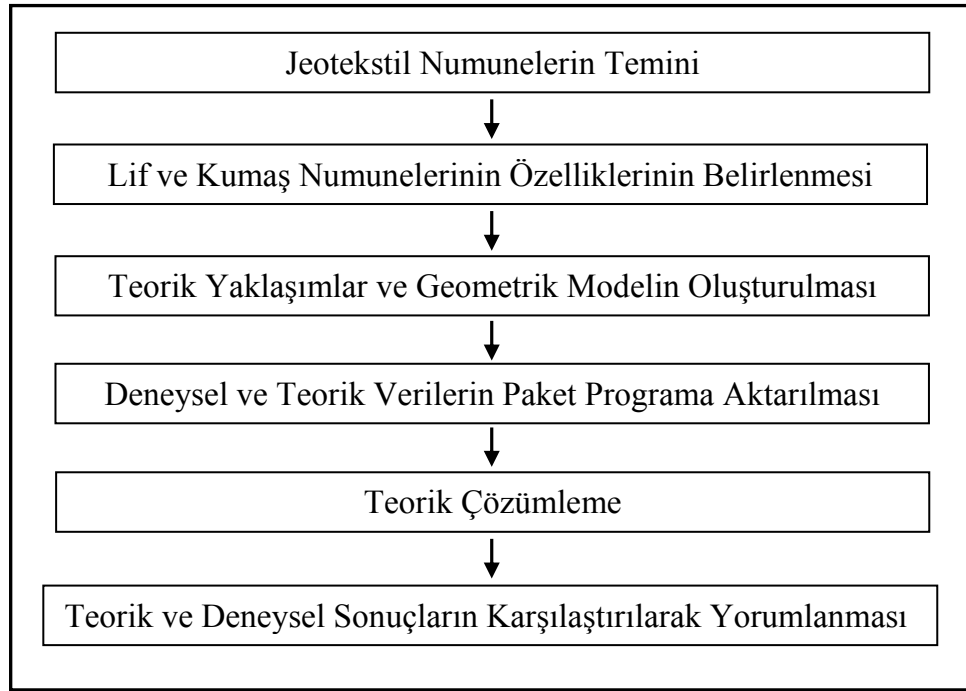 Jeotekstil Numunelerin Temini
Lif ve Kumaş Numunelerinin Özelliklerinin Belirlenmesi
Teorik Yaklaşımlar ve Geometrik Modelin Oluşturulması
Deneysel ve Teorik Verilerin Paket Programa Aktarılması
Teorik Çözümleme
Teorik ve Deneysel Sonuçların Karşılaştırılarak Yorumlanması